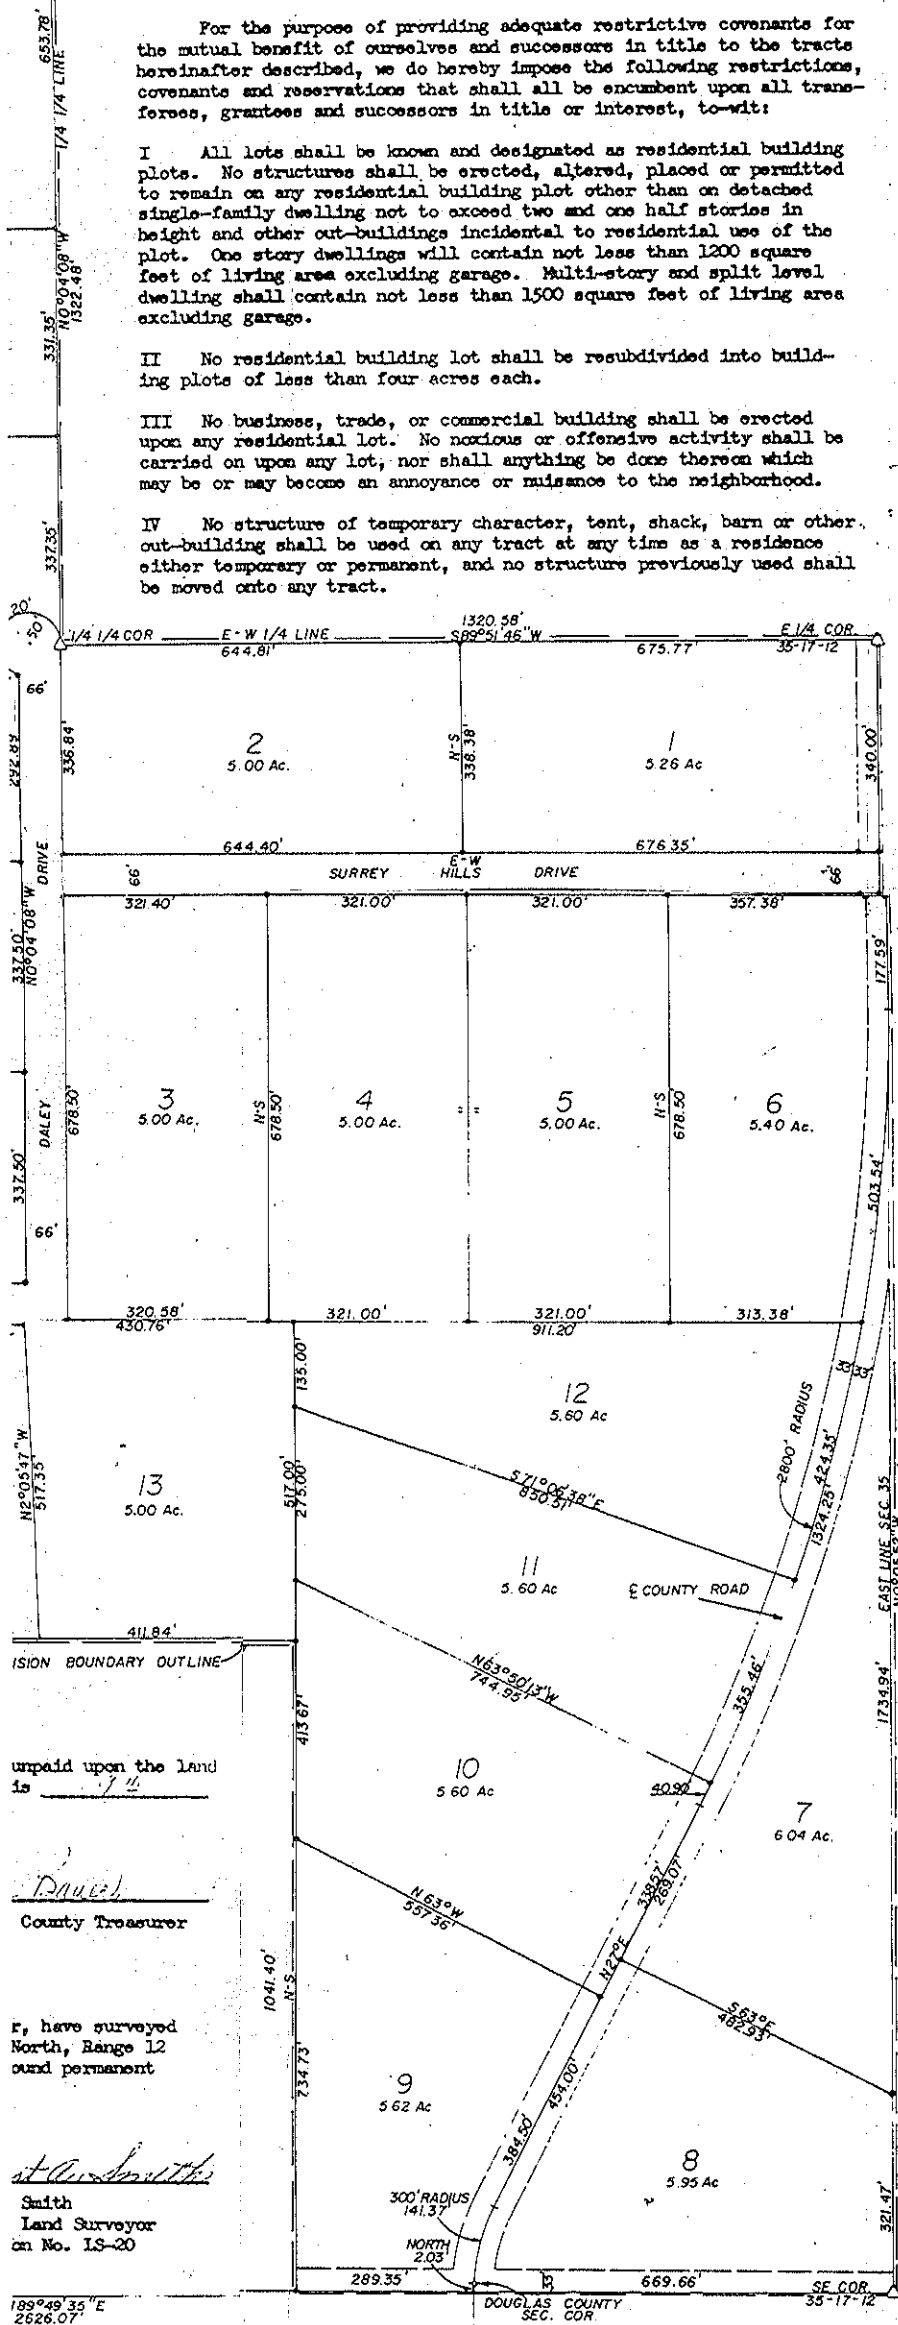 For the purpose of providing adequate restrictive covenants for
the mutual benefit of ourselves and successors in title to the tracts
hereinafter described, we do hereby impose the following restrictions,
covenants and reservations that shall all be encumbent upon all trans-
ferees, grantees and successors in title or interest, to-wit:
I All lots shall be known and designated as residential building
plots. No structures shall be erected, altered, placed or permitted
to remain on any residential building plot other than on detached
single-family dwelling not to exceed two and one half stories in
height and other out-buildings incidental to residential use of the
plot. One story dwellings will contain not less than 1200 square
feet of living area excluding garage. Multi-story and split level
dwelling shall contain not less than 1500 square feet of living area
excluding garage.
II No residential building lot shall be resubdivided into build-
ing plots of less than four acres each.
III No business, trade, or commercial building shall be erected
upon any residential lot. No noxious or offensive activity shall be
carried on upon any lot, nor shall anything be done thereon which
may be or may become an annoyance or nuisance to the neighborhood.
IV No structure of temporary character, tent, shack, barn or other
out-building shall be used on any tract at any time as a residence
either temporary or permanent, and no structure previously used shall
be moved onto any tract.
653.78'
1/4 1/4 LINE
N0°04'08"W
1322.48'
331.35'
337.35'
20'
50'
1/4 1/4 COR
E-W 1/4 LINE
1320.58'
S89°51'46"W
E 1/4 COR.
35-17-12
644.81'
675.77'
66'
292.89
336.84'
2
5.00 Ac.
N-S
338.38'
1
5.26 Ac
340.00'
644.40'
676.35'
66'
SURREY
E-W
HILLS
DRIVE
66'
321.40'
321.00'
321.00'
357.36'
DRIVE
N0°04'08"W
337.50'
177.59'
3
5.00 Ac.
4
5.00 Ac.
5
5.00 Ac.
6
5.40 Ac.
DALEY
678.50'
N-S
678.50'
N-S
678.50'
503.54'
337.50'
66'
320.58'
430.76'
321.00'
321.00'
911.20'
313.38'
135.00'
12
5.60 Ac
33'
33'
N2°05'47"W
517.35'
13
5.00 Ac.
517.00'
275.00'
2800' RADIUS
424.35'
1324.25'
11
5.60 Ac
℄ COUNTY ROAD
EAST LINE SEC. 35
411.84'
ISION BOUNDARY OUTLINE
N63°50'13"W
744.95'
355.46'
1734.94'
413.67'
unpaid upon the land
is
10
5.60 Ac
40.90
7
6.04 Ac.
County Treasurer
N 63°W
557.36'
338.57'
269.07'
N27°E
S63°E
482.93'
1041.40'
N-S
r, have surveyed
North, Range 12
ound permanent
734.73'
9
5.62 Ac
454.00'
384.50'
8
5.95 Ac
Smith
Land Surveyor
on No. LS-20
300' RADIUS
141.37'
NORTH
2.03'
321.47'
289.35'
33'
669.66'
SE COR
35-17-12
DOUGLAS COUNTY
SEC. COR.
189°49'35"E
2626.07'